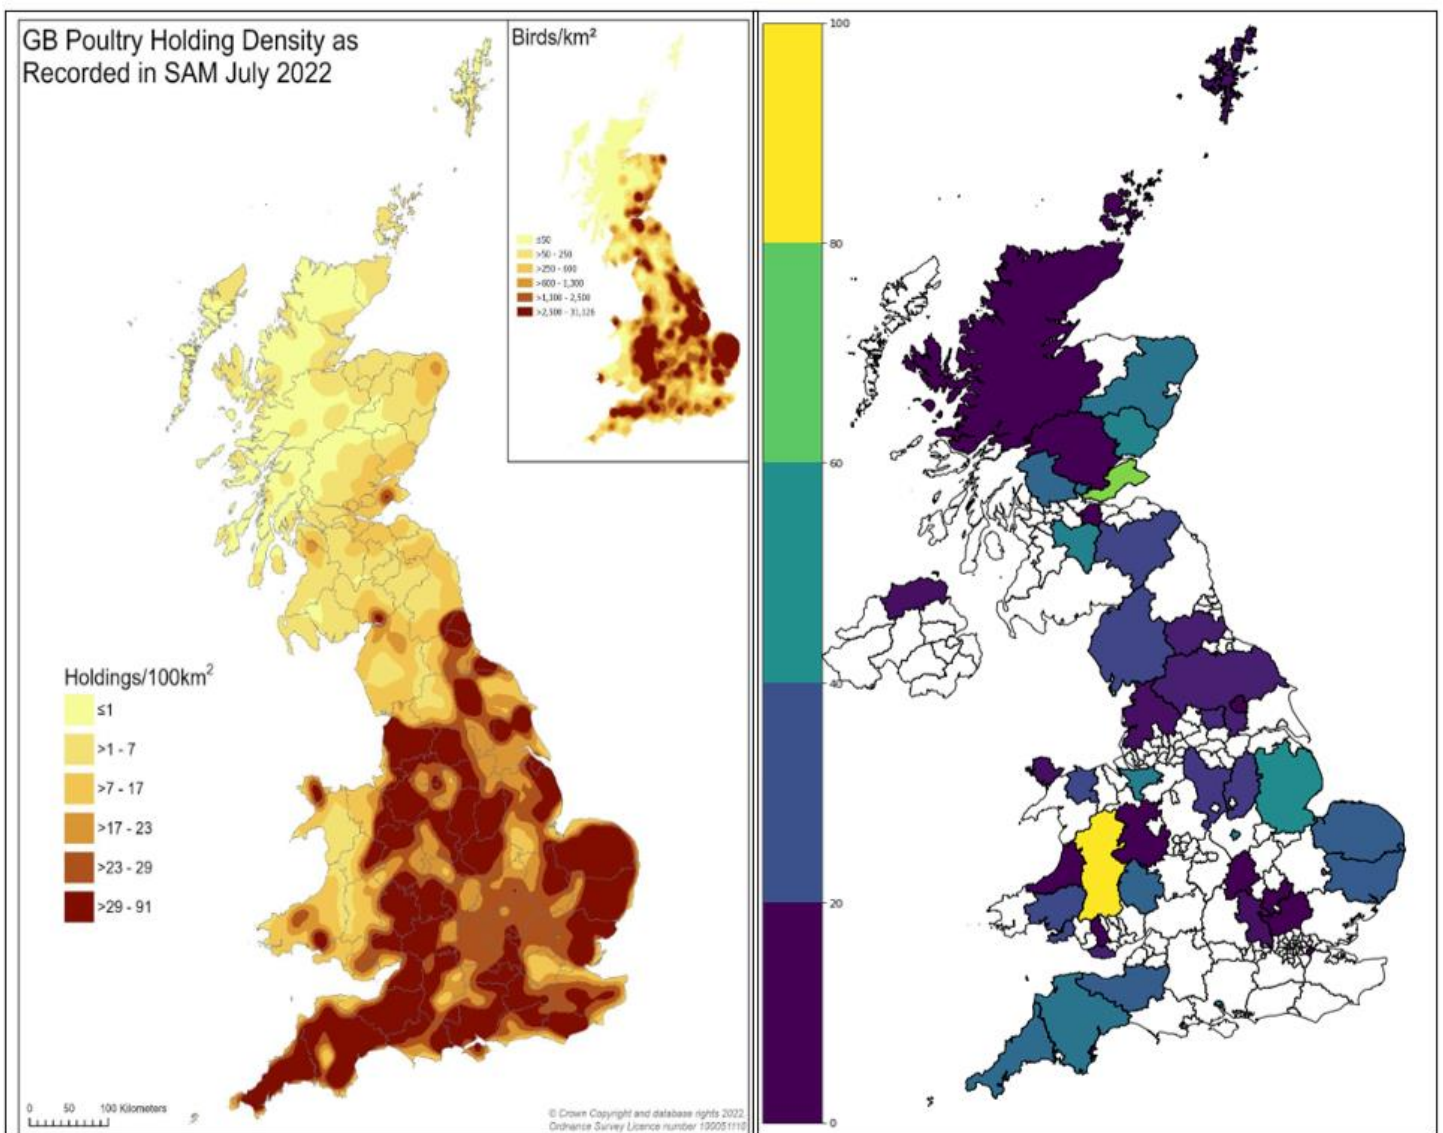 GB Poultry Holding Density as
Recorded in SAM July 2022
Birds/km²
≤50
>50 - 250
>250 - 600
>600 - 1,300
>1,300 - 2,500
>2,500 - 31,126
Holdings/100km²
≤1
>1 - 7
>7 - 17
>17 - 23
>23 - 29
>29 - 91
0 50 100 Kilometers
© Crown Copyright and database rights 2022.
Ordnance Survey Licence number 100051110
100
80
60
40
20
0